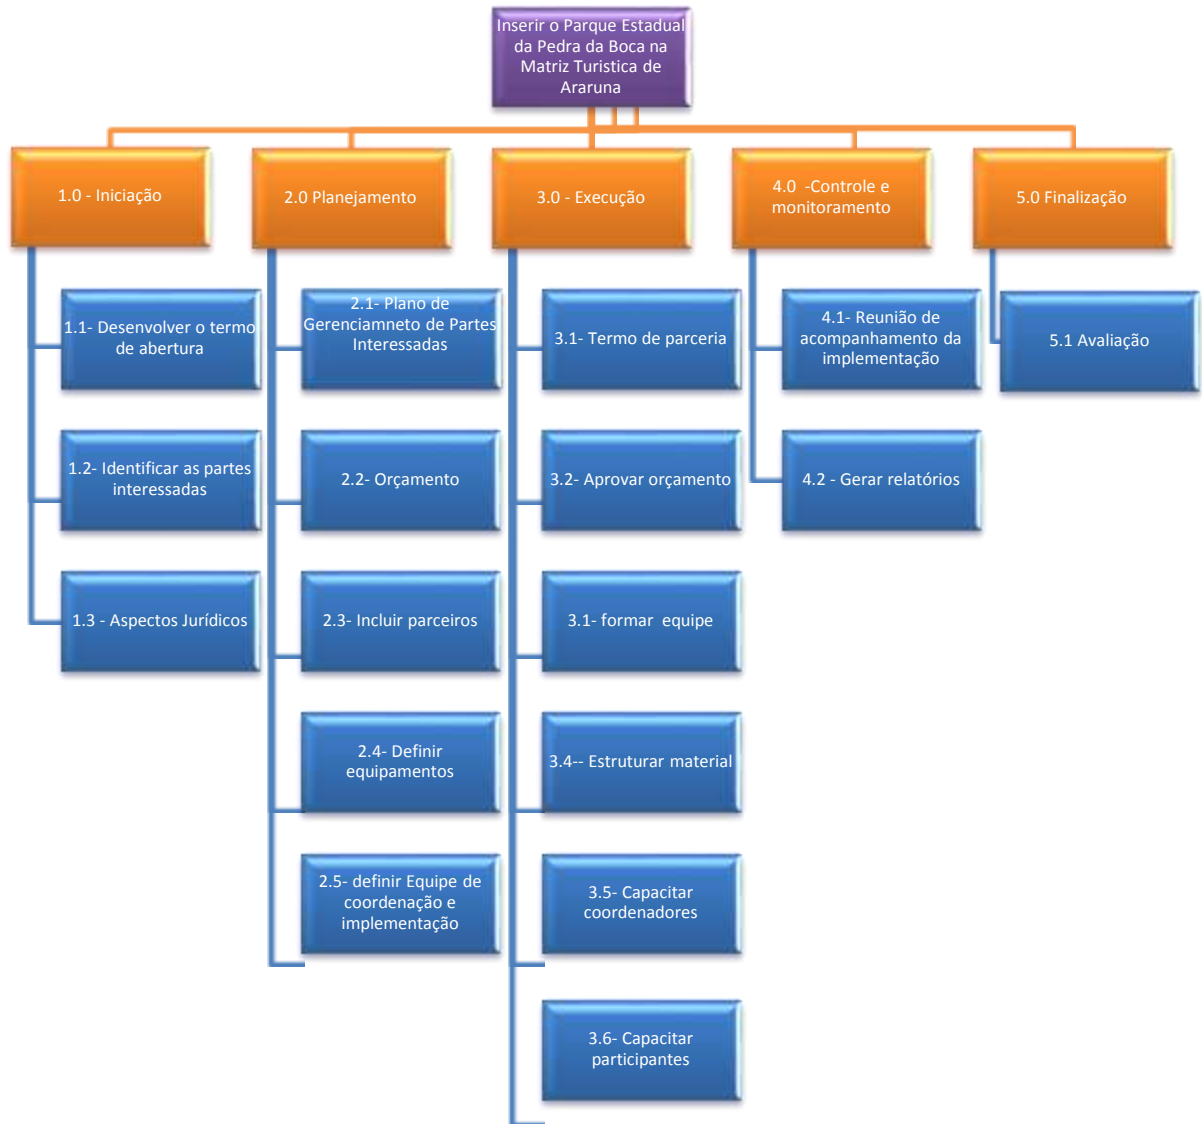 Inserir o Parque Estadual
da Pedra da Boca na
Matriz Turistica de
Araruna
1.0 - Iniciação
2.0 Planejamento
3.0 - Execução
4.0 -Controle e
monitoramento
5.0 Finalização
1.1- Desenvolver o termo
de abertura
1.2- Identificar as partes
interessadas
1.3 - Aspectos Jurídicos
2.1- Plano de
Gerenciamneto de Partes
Interessadas
2.2- Orçamento
2.3- Incluir parceiros
2.4- Definir
equipamentos
2.5- definir Equipe de
coordenação e
implementação
3.1- Termo de parceria
3.2- Aprovar orçamento
3.1- formar equipe
3.4-- Estruturar material
3.5- Capacitar
coordenadores
3.6- Capacitar
participantes
4.1- Reunião de
acompanhamento da
implementação
4.2 - Gerar relatórios
5.1 Avaliação